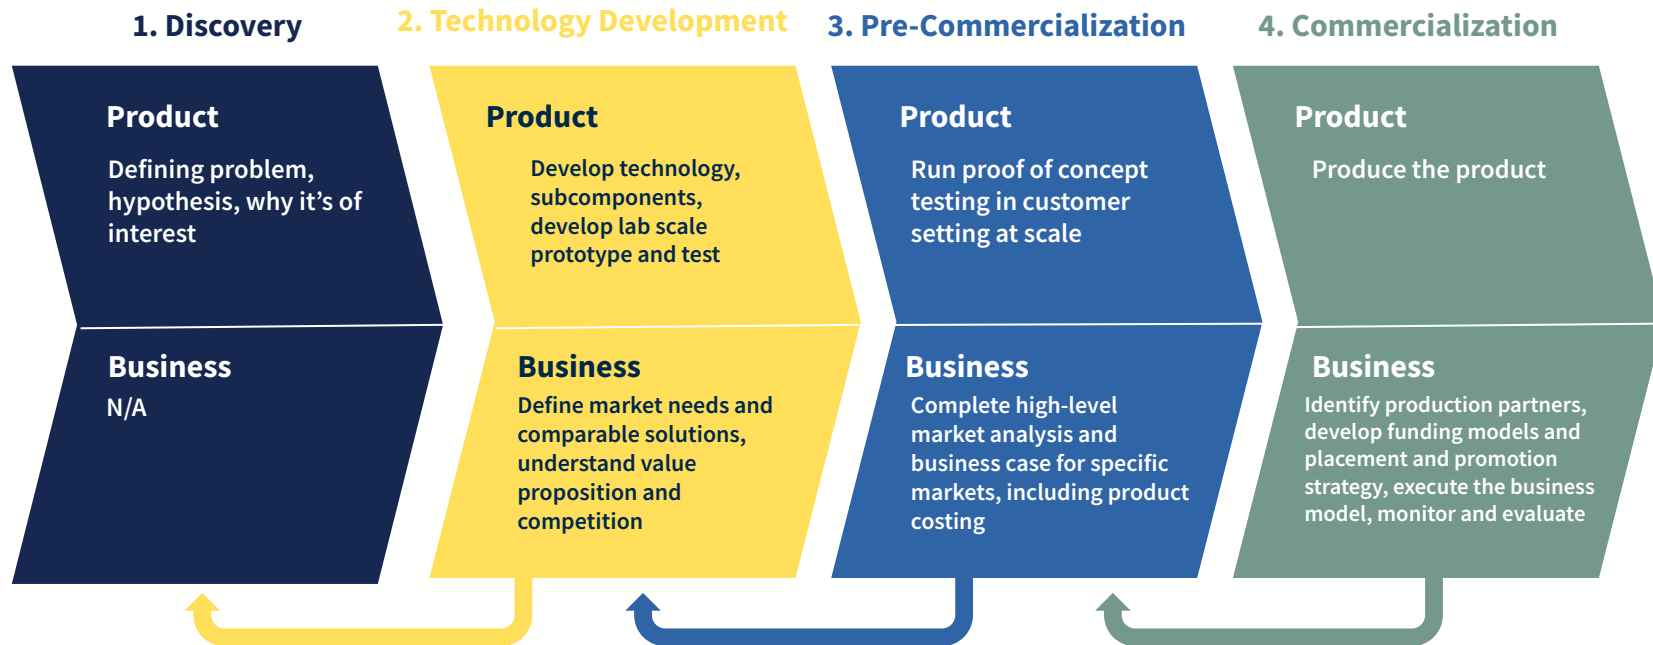 1. Discovery
Product
Defining problem,
hypothesis, why it’s of
interest
Business
N/A
2. Technology Development
Product
Develop technology,
subcomponents,
develop lab scale
prototype and test
Business
Define market needs and
comparable solutions,
understand value
proposition and
competition
3. Pre-Commercialization
Product
Run proof of concept
testing in customer
setting at scale
Business
Complete high-level
market analysis and
business case for specific
markets, including product
costing
4. Commercialization
Product
Produce the product
Business
Identify production partners,
develop funding models and
placement and promotion
strategy, execute the business
model, monitor and evaluate